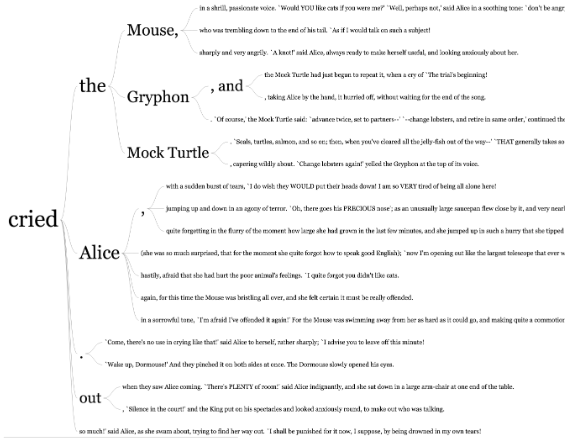 in a shrill, passionate voice. `Would YOU like cats if you were me?' `Well, perhaps not,' said Alice in a soothing tone: `don't be angr
Mouse,
who was trembling down to the end of his tail. `As if I would talk on such a subject!
sharply and very angrily. `A knot!' said Alice, always ready to make herself useful, and looking anxiously about her.
the
the Mock Turtle had just begun to repeat it, when a cry of `The trial's beginning!
, and
Gryphon
, taking Alice by the hand, it hurried off, without waiting for the end of the song.
. `Of course,' the Mock Turtle said: `advance twice, set to partners--' `--change lobsters, and retire in same order,' continued the
`Seals, turtles, salmon, and so on; then, when you've cleared all the jelly-fish out of the way--' `THAT generally takes so
Mock Turtle
, capering wildly about. `Change lobsters again!' yelled the Gryphon at the top of its voice.
cried
with a sudden burst of tears, `I do wish they WOULD put their heads down! I am so VERY tired of being all alone here!
,
jumping up and down in an agony of terror. `Oh, there goes his PRECIOUS nose'; as an unusually large saucepan flew close by it, and very near
quite forgetting in the flurry of the moment how large she had grown in the last few minutes, and she jumped up in such a hurry that she tipped
Alice
(she was so much surprised, that for the moment she quite forgot how to speak good English); `now I'm opening out like the largest telescope that ever w
hastily, afraid that she had hurt the poor animal's feelings. `I quite forgot you didn't like cats.
again, for this time the Mouse was bristling all over, and she felt certain it must be really offended.
in a sorrowful tone, `I'm afraid I've offended it again!' For the Mouse was swimming away from her as hard as it could go, and making quite a commotion
`Come, there's no use in crying like that!' said Alice to herself, rather sharply; `I advise you to leave off this minute!
.
`Wake up, Dormouse!' And they pinched it on both sides at once. The Dormouse slowly opened his eyes.
when they saw Alice coming. `There's PLENTY of room!' said Alice indignantly, and she sat down in a large arm-chair at one end of the table.
out
, `Silence in the court!' and the King put on his spectacles and looked anxiously round, to make out who was talking.
so much!' said Alice, as she swam about, trying to find her way out. `I shall be punished for it now, I suppose, by being drowned in my own tears!